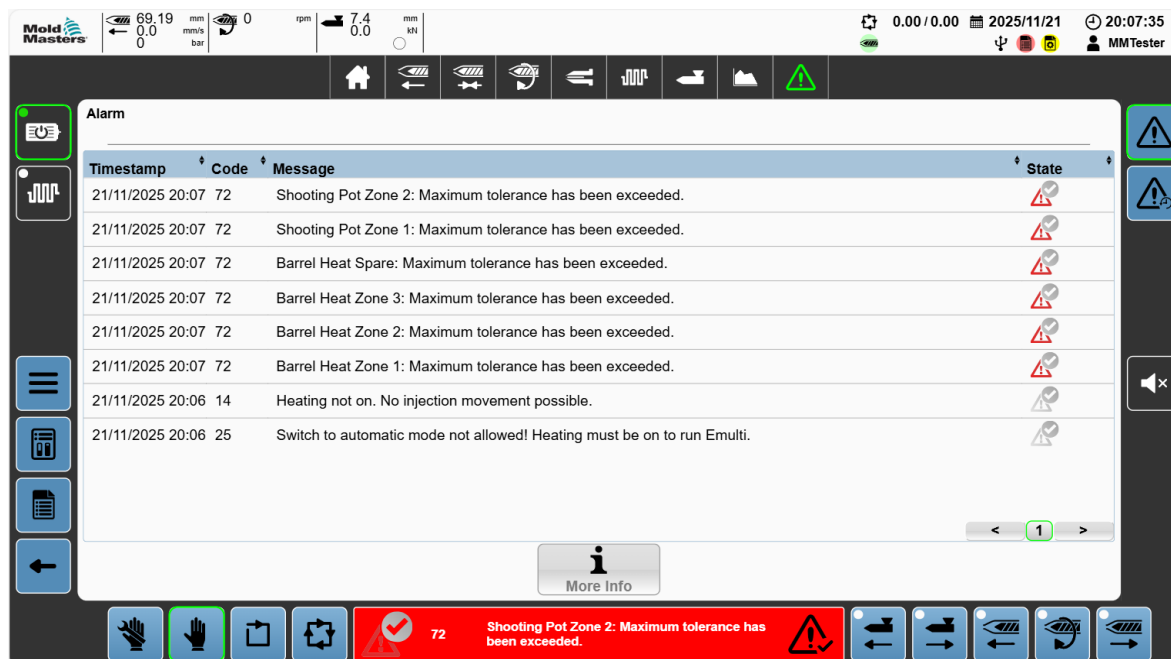 Mold
Masters
69.19 mm
0.0 mm/s
0 bar
0 rpm
7.4 mm
0.0 kN
0.00 / 0.00 2025/11/21 20:07:35
MMTester
Alarm
Timestamp Code Message State
21/11/2025 20:07 72 Shooting Pot Zone 2: Maximum tolerance has been exceeded.
21/11/2025 20:07 72 Shooting Pot Zone 1: Maximum tolerance has been exceeded.
21/11/2025 20:07 72 Barrel Heat Spare: Maximum tolerance has been exceeded.
21/11/2025 20:07 72 Barrel Heat Zone 3: Maximum tolerance has been exceeded.
21/11/2025 20:07 72 Barrel Heat Zone 2: Maximum tolerance has been exceeded.
21/11/2025 20:07 72 Barrel Heat Zone 1: Maximum tolerance has been exceeded.
21/11/2025 20:06 14 Heating not on. No injection movement possible.
21/11/2025 20:06 25 Switch to automatic mode not allowed! Heating must be on to run Emulti.
< 1 >
More Info
72 Shooting Pot Zone 2: Maximum tolerance has
been exceeded.